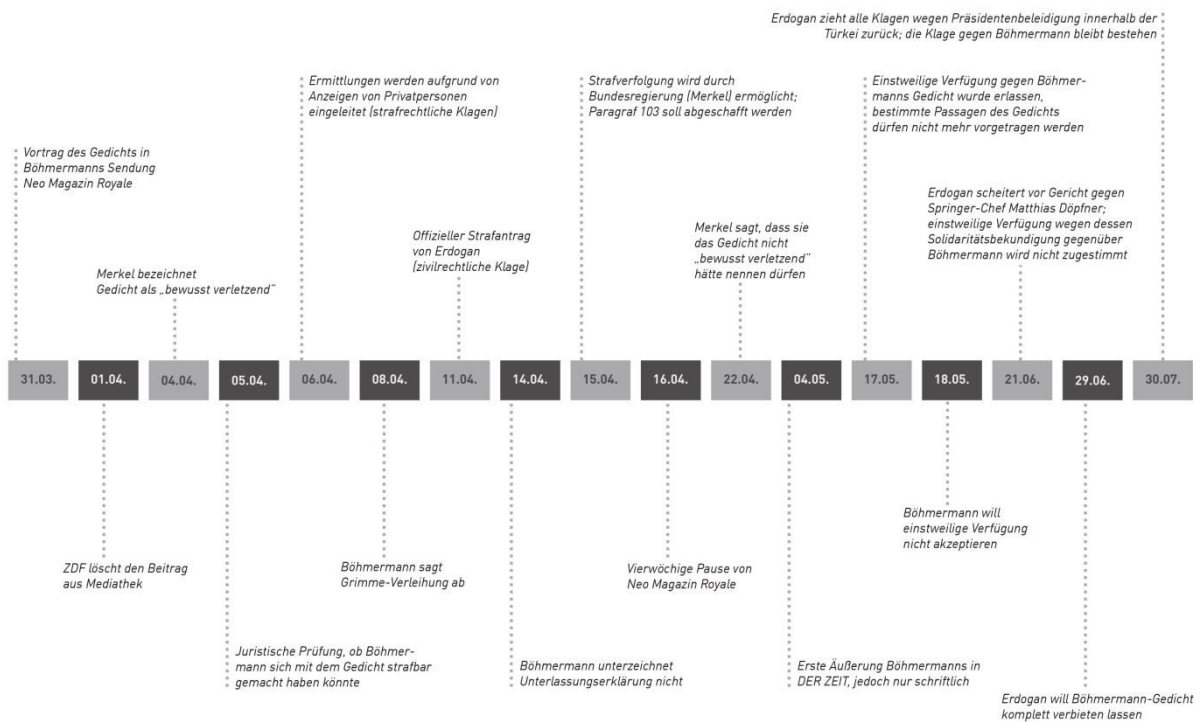 Erdogan zieht alle Klagen wegen Präsidentenbeleidigung innerhalb der
Türkei zurück; die Klage gegen Böhmermann bleibt bestehen
Ermittlungen werden aufgrund von
Anzeigen von Privatpersonen
eingeleitet (strafrechtliche Klagen)
Strafverfolgung wird durch
Bundesregierung (Merkel) ermöglicht;
Paragraf 103 soll abgeschafft werden
Einstweilige Verfügung gegen Böhmer-
manns Gedicht wurde erlassen,
bestimmte Passagen des Gedichts
dürfen nicht mehr vorgetragen werden
Vortrag des Gedichts in
Böhmermanns Sendung
Neo Magazin Royale
Erdogan scheitert vor Gericht gegen
Springer-Chef Matthias Döpfner;
einstweilige Verfügung wegen dessen
Solidaritätsbekundigung gegenüber
Böhmermann wird nicht zugestimmt
Offizieller Strafantrag
von Erdogan
(zivilrechtliche Klage)
Merkel sagt, dass sie
das Gedicht nicht
„bewusst verletzend"
hätte nennen dürfen
Merkel bezeichnet
Gedicht als „bewusst verletzend"
31.03. 01.04. 04.04. 05.04. 06.04. 08.04. 11.04. 14.04. 15.04. 16.04. 22.04. 04.05. 17.05. 18.05. 21.06. 29.06. 30.07.
Böhmermann will
einstweilige Verfügung
nicht akzeptieren
ZDF löscht den Beitrag
aus Mediathek
Böhmermann sagt
Grimme-Verleihung ab
Vierwöchige Pause von
Neo Magazin Royale
Juristische Prüfung, ob Böhmer-
mann sich mit dem Gedicht strafbar
gemacht haben könnte
Böhmermann unterzeichnet
Unterlassungserklärung nicht
Erste Äußerung Böhmermanns in
DER ZEIT, jedoch nur schriftlich
Erdogan will Böhmermann-Gedicht
komplett verbieten lassen